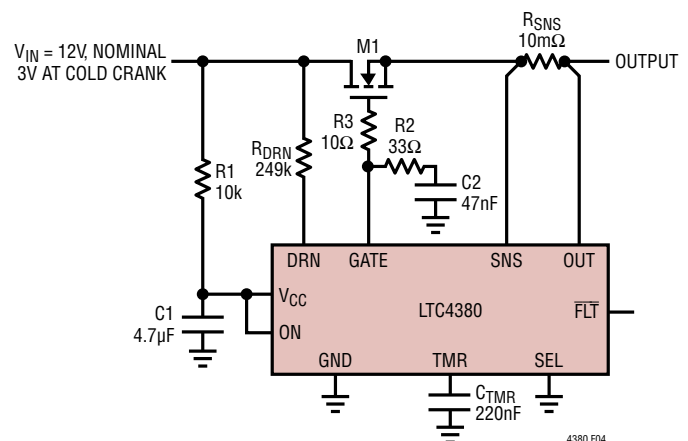 V_IN = 12V, NOMINAL
3V AT COLD CRANK
M1
R_SNS
10mΩ
OUTPUT
R1
10k
R_DRN
249k
R3
10Ω
R2
33Ω
C2
47nF
DRN
GATE
SNS
OUT
V_CC
ON
LTC4380
FLT
C1
4.7µF
GND
TMR
SEL
C_TMR
220nF
4380 F04